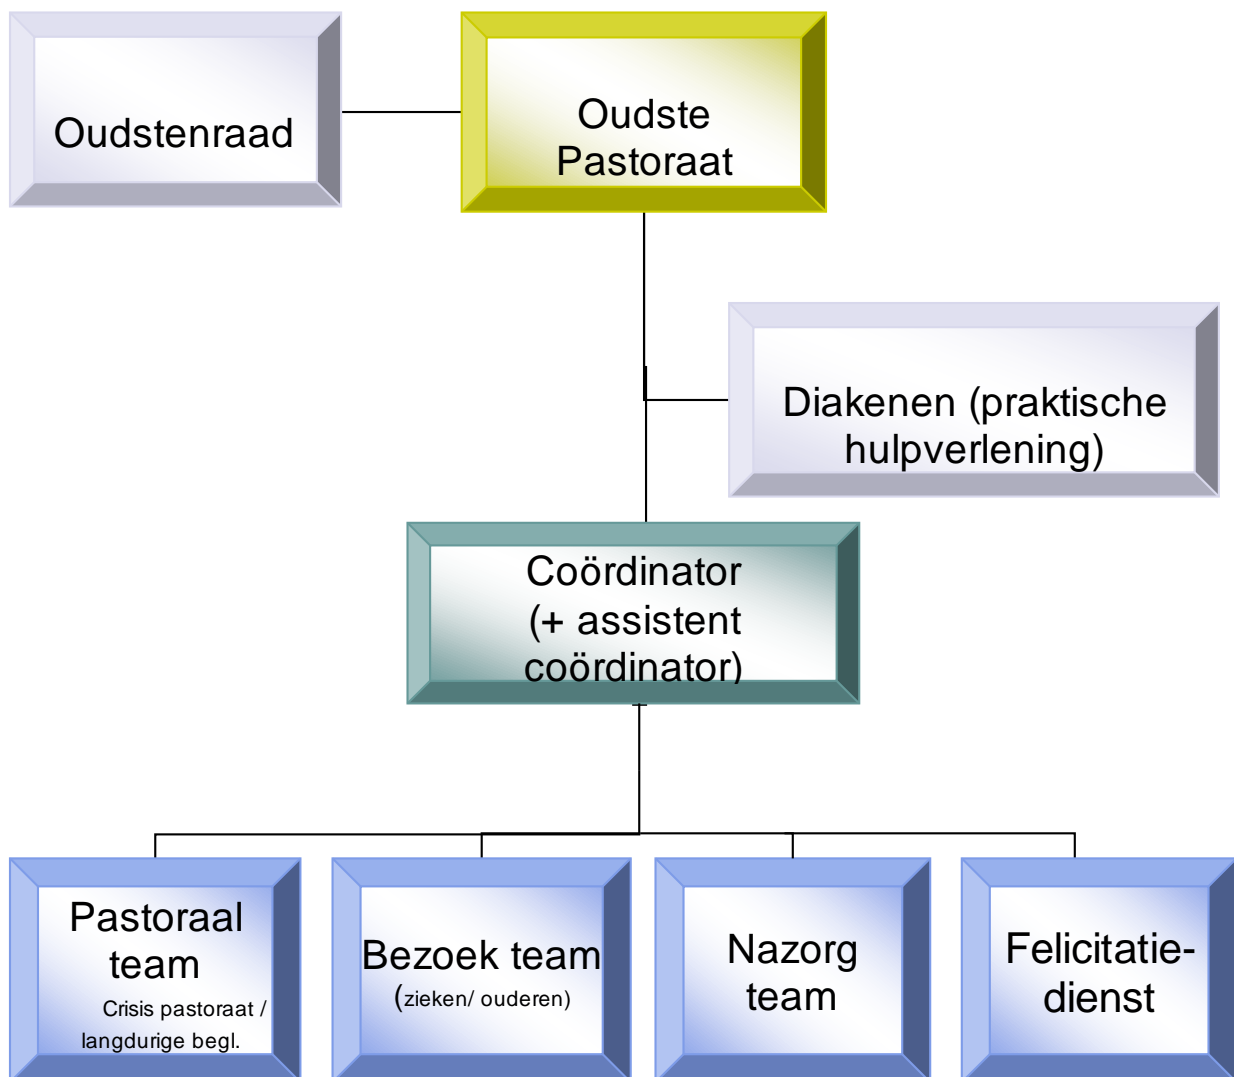 Oudstenraad
Oudste
Pastoraat
Diakenen (praktische
hulpverlening)
Coördinator
(+ assistent
coördinator)
Pastoraal
team
Crisis pastoraat /
langdurige begl.
Bezoek team
(zieken/ ouderen)
Nazorg
team
Felicitatie-
dienst